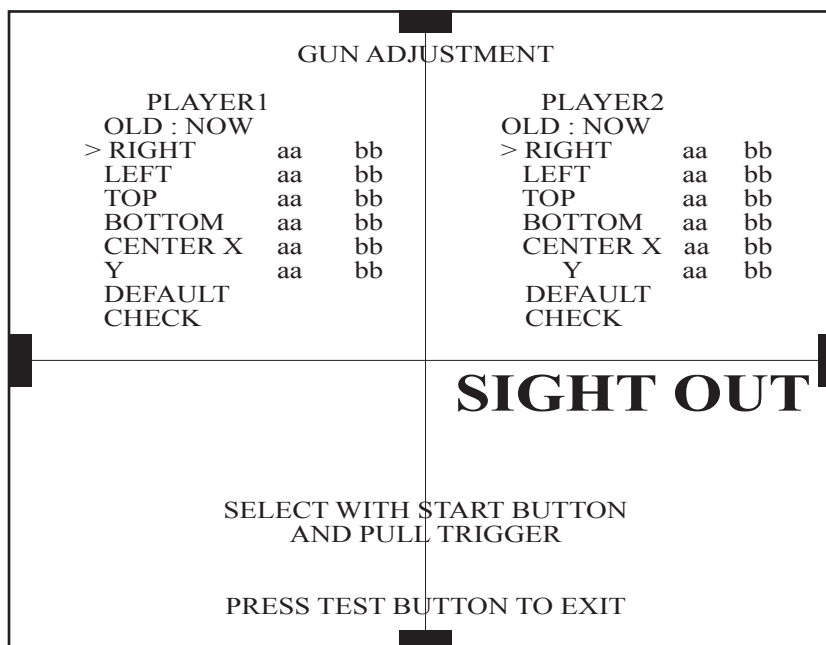 GUN ADJUSTMENT
PLAYER1
OLD : NOW
> RIGHT aa bb
LEFT aa bb
TOP aa bb
BOTTOM aa bb
CENTER X aa bb
Y aa bb
DEFAULT
CHECK
PLAYER2
OLD : NOW
> RIGHT aa bb
LEFT aa bb
TOP aa bb
BOTTOM aa bb
CENTER X aa bb
Y aa bb
DEFAULT
CHECK
SIGHT OUT
SELECT WITH START BUTTON
AND PULL TRIGGER
PRESS TEST BUTTON TO EXIT